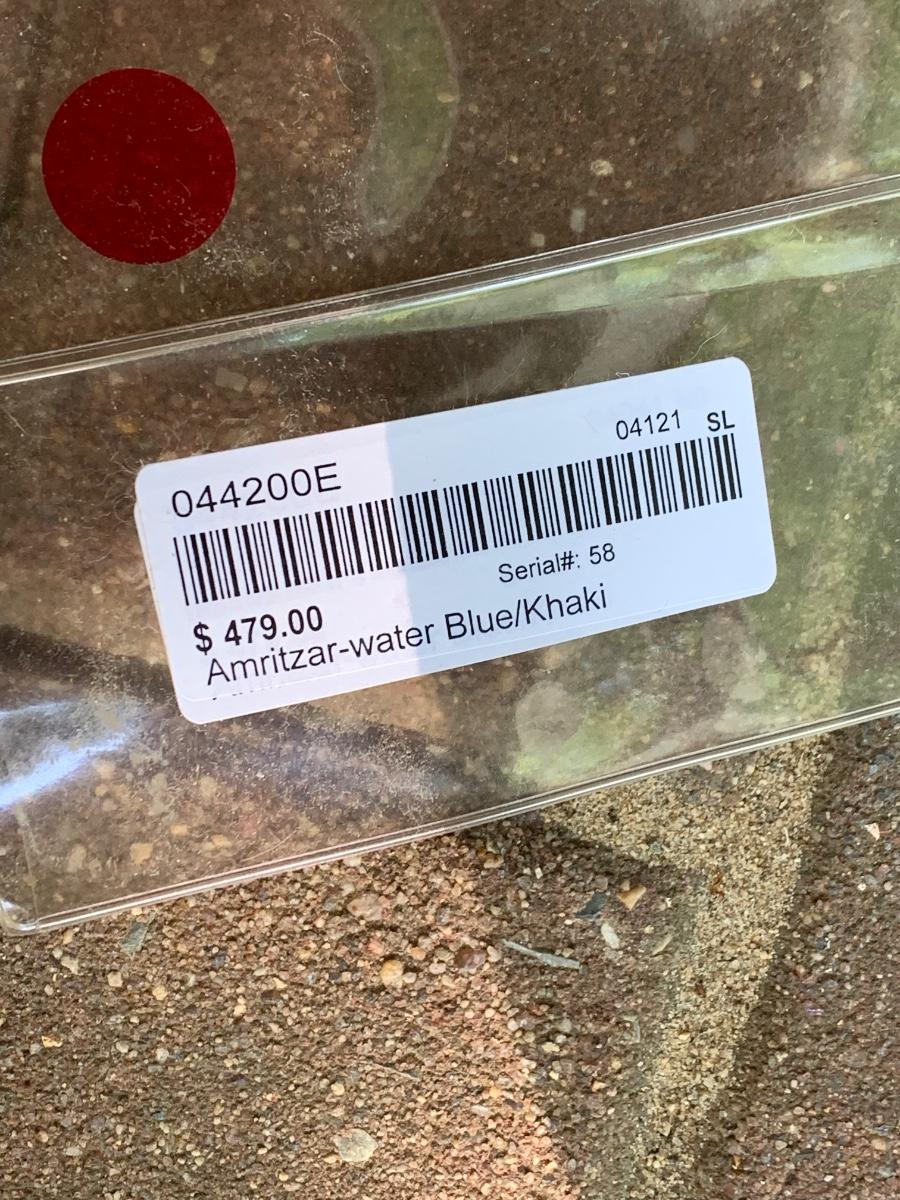 04121 SL
044200E
Serial#: 58
$ 479.00
Amritzar-water Blue/Khaki